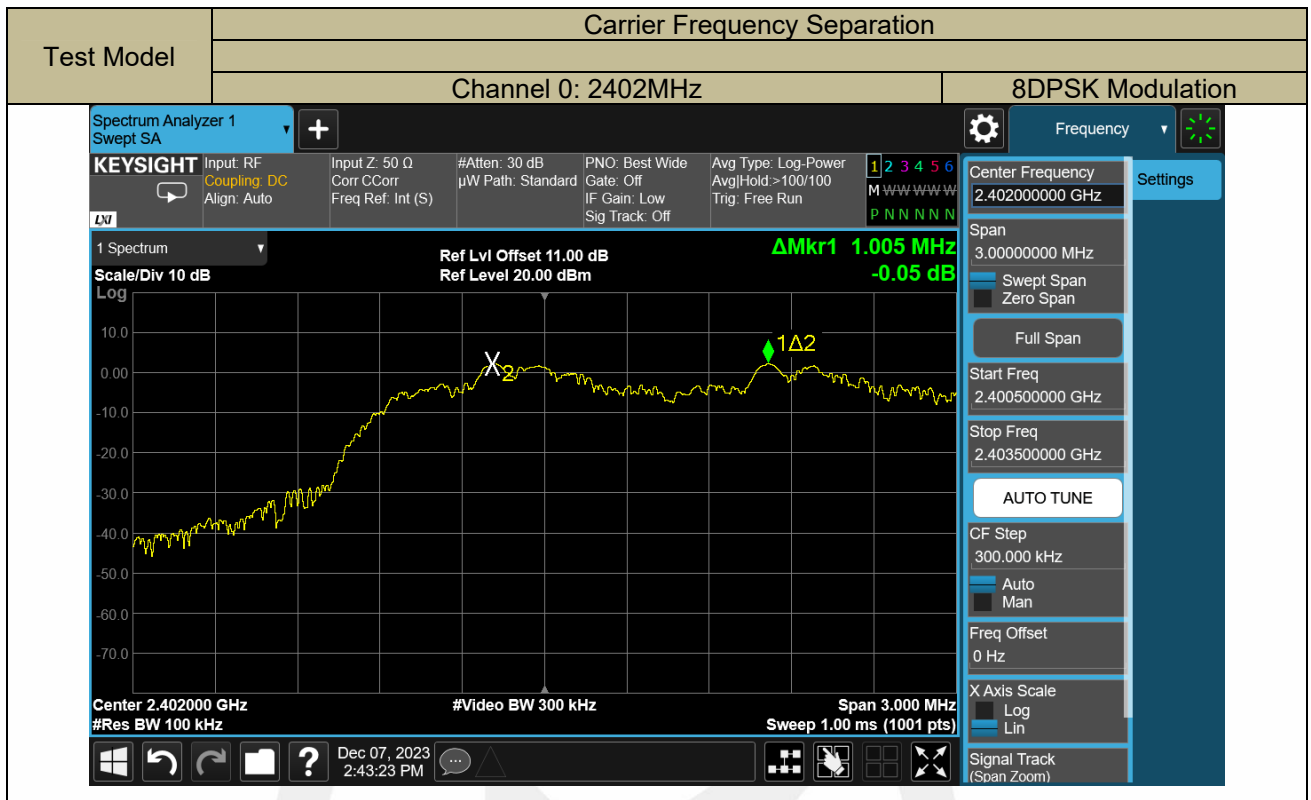 Test Model
Carrier Frequency Separation
Channel 0: 2402MHz
8DPSK Modulation
Spectrum Analyzer 1
Swept SA
Frequency
KEYSIGHT
LXI
Input: RF
Coupling: DC
Align: Auto
Input Z: 50 Ω
Corr CCorr
Freq Ref: Int (S)
#Atten: 30 dB
µW Path: Standard
PNO: Best Wide
Gate: Off
IF Gain: Low
Sig Track: Off
Avg Type: Log-Power
Avg|Hold:>100/100
Trig: Free Run
1 2 3 4 5 6
M W W W W W
P N N N N N
1 Spectrum
Scale/Div 10 dB
Log
Ref Lvl Offset 11.00 dB
Ref Level 20.00 dBm
ΔMkr1 1.005 MHz
-0.05 dB
10.0
0.00
-10.0
-20.0
-30.0
-40.0
-50.0
-60.0
-70.0
X2
1Δ2
Center 2.402000 GHz
#Res BW 100 kHz
#Video BW 300 kHz
Span 3.000 MHz
Sweep 1.00 ms (1001 pts)
Center Frequency
2.402000000 GHz
Span
3.00000000 MHz
Swept Span
Zero Span
Full Span
Start Freq
2.400500000 GHz
Stop Freq
2.403500000 GHz
AUTO TUNE
CF Step
300.000 kHz
Auto
Man
Freq Offset
0 Hz
X Axis Scale
Log
Lin
Signal Track
(Span Zoom)
Settings
?
Dec 07, 2023
2:43:23 PM